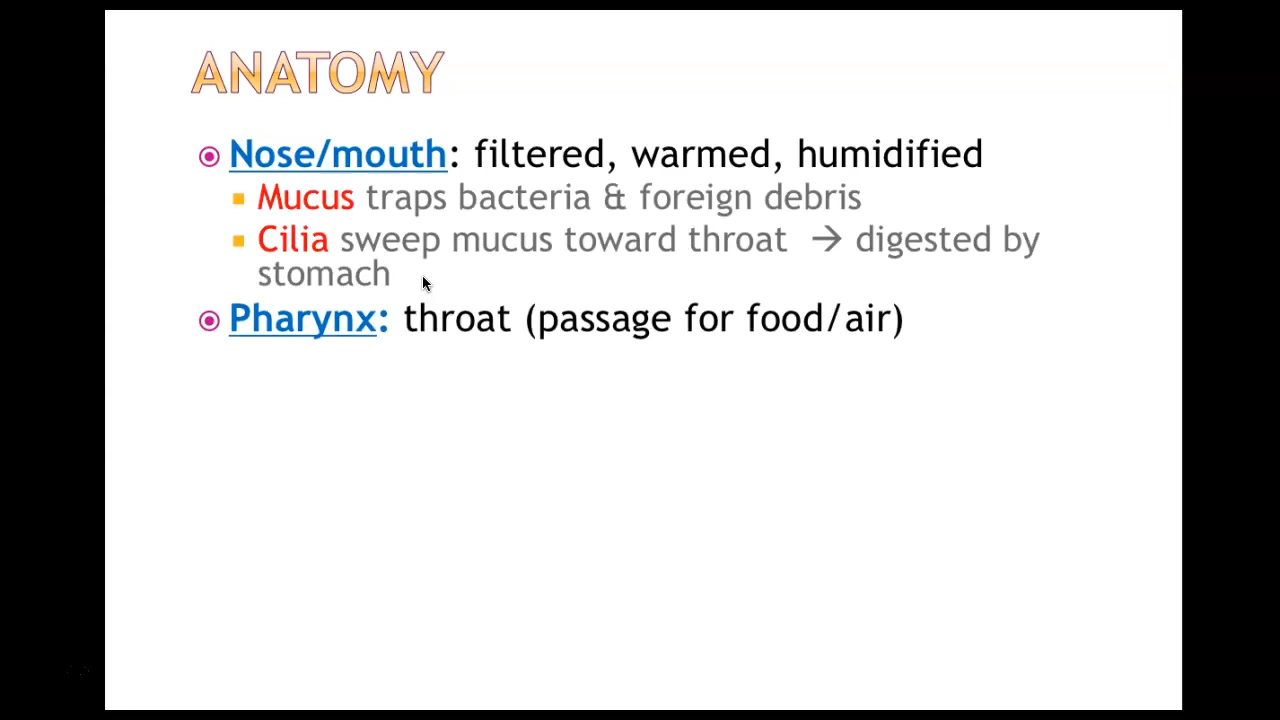 ANATOMY
Nose/mouth: filtered, warmed, humidified
Mucus traps bacteria & foreign debris
Cilia sweep mucus toward throat → digested by
stomach
Pharynx: throat (passage for food/air)